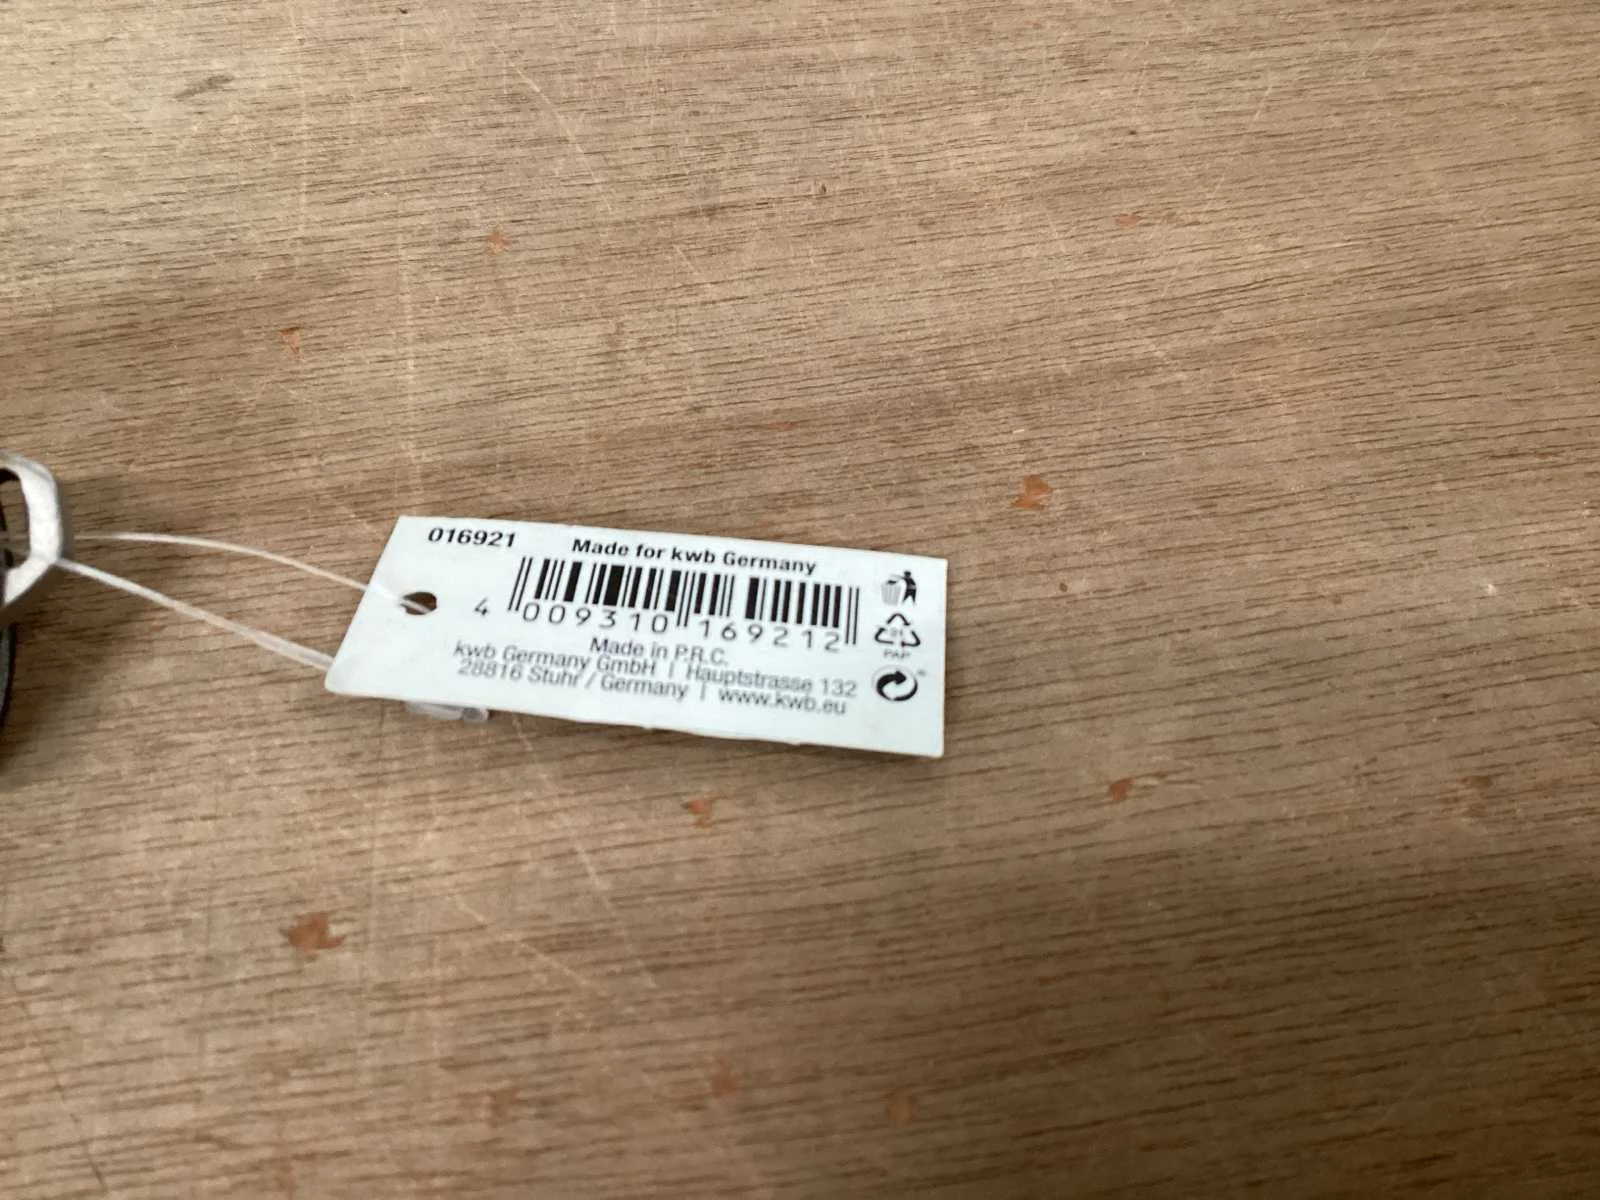 016921
Made for kwb Germany
4 009310 169212
Made in P.R.C.
kwb Germany GmbH | Hauptstrasse 132
28816 Stuhr / Germany | www.kwb.eu
PAP